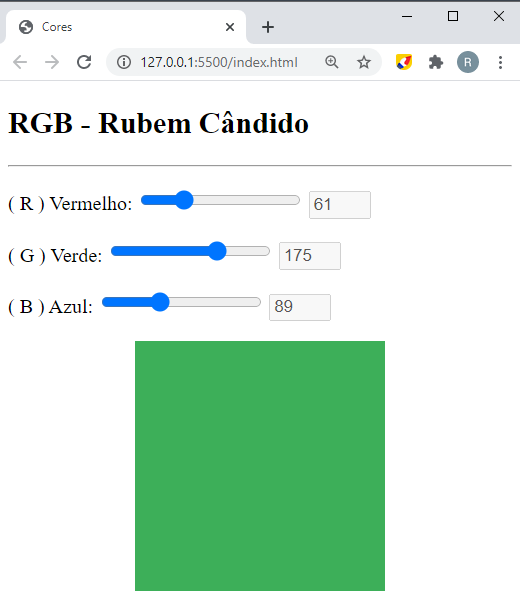 Cores
127.0.0.1:5500/index.html
R
RGB - Rubem Cândido
( R ) Vermelho: 61
( G ) Verde: 175
( B ) Azul: 89